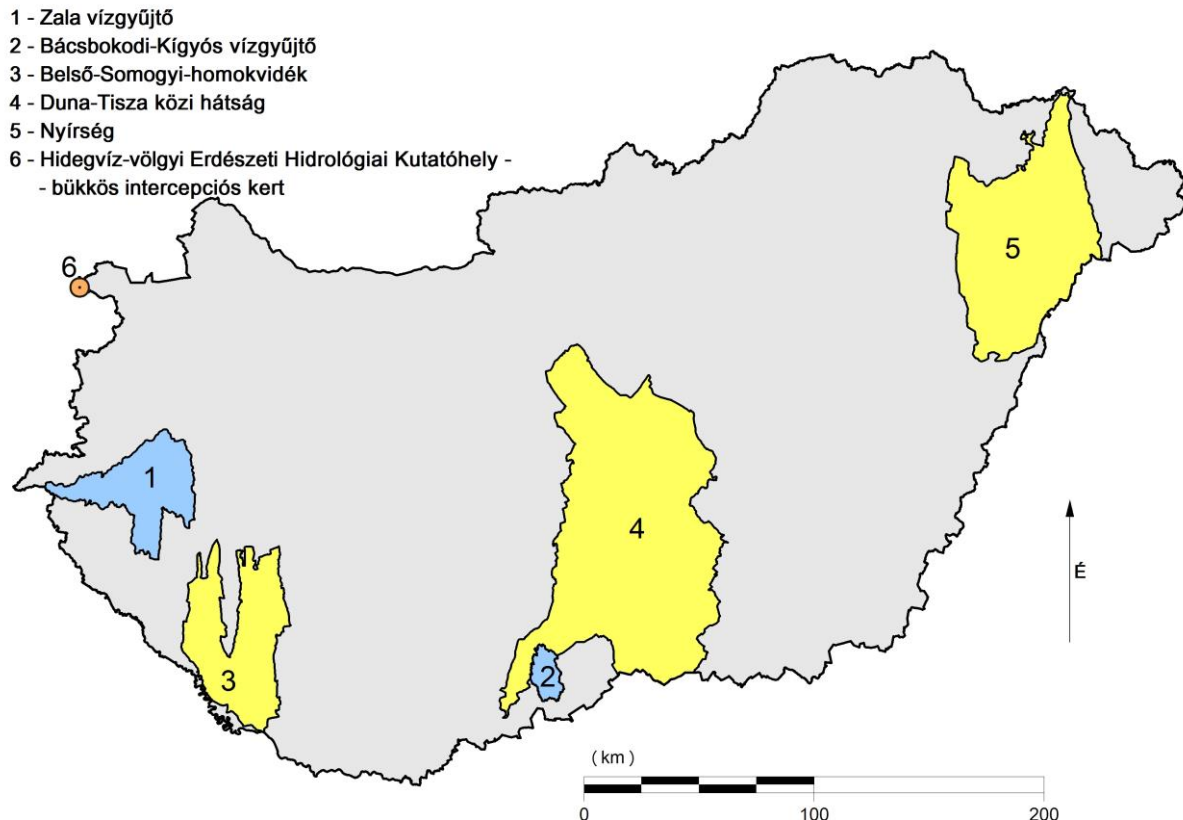 1 - Zala vízgyűjtő
2 - Bácsbokodi-Kígyós vízgyűjtő
3 - Belső-Somogyi-homokvidék
4 - Duna-Tisza közi hátság
5 - Nyírség
6 - Hidegvíz-völgyi Erdészeti Hidrológiai Kutatóhely -
- bükkös intercepciós kert
6
5
1
4
É
3
2
( km )
0
100
200